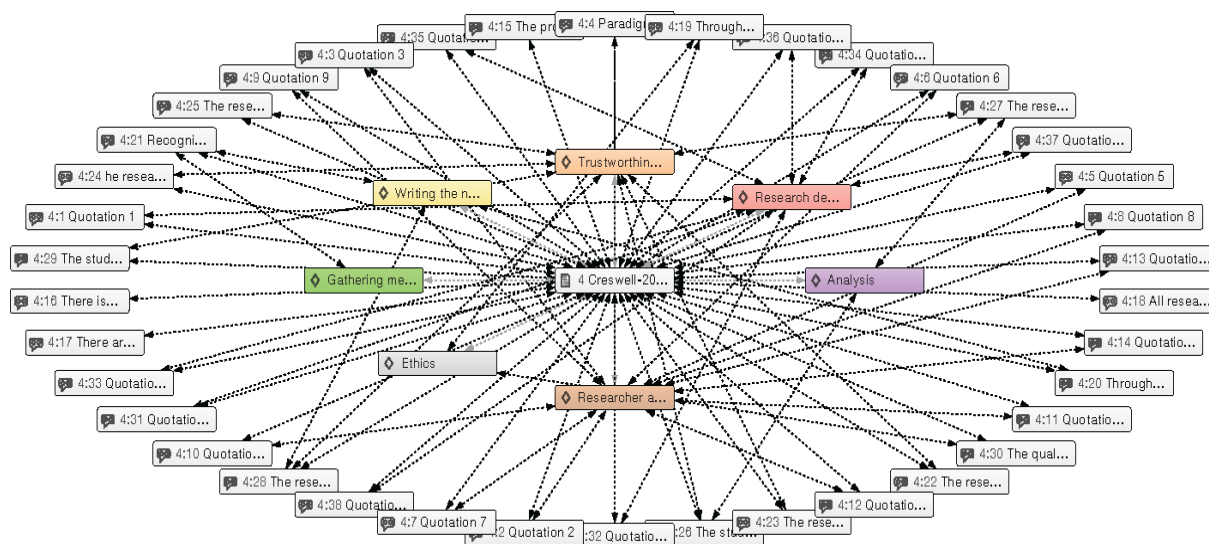 4:15 The pro...
4:4 Paradig...
4:19 Through...
4:35 Quotatio...
4:36 Quotatio...
4:3 Quotation 3
4:34 Quotatio...
4:9 Quotation 9
4:6 Quotation 6
4:25 The rese...
4:27 The rese...
4:21 Recogni...
4:37 Quotatio...
Trustworthin...
4:24 he resea...
4:5 Quotation 5
Writing the n...
Research de...
4:1 Quotation 1
4:8 Quotation 8
4:29 The stud...
4:13 Quotatio...
Gathering me...
4 Creswell-20...
Analysis
4:16 There is...
4:18 All resea...
4:17 There ar...
4:14 Quotatio...
Ethics
4:33 Quotatio...
4:20 Through...
Researcher a...
4:31 Quotatio...
4:11 Quotatio...
4:10 Quotatio...
4:30 The qual...
4:28 The rese...
4:22 The rese...
4:38 Quotatio...
4:12 Quotatio...
4:7 Quotation 7
4:23 The rese...
4:2 Quotation 2
4:32 Quotatio...
4:26 The stud...